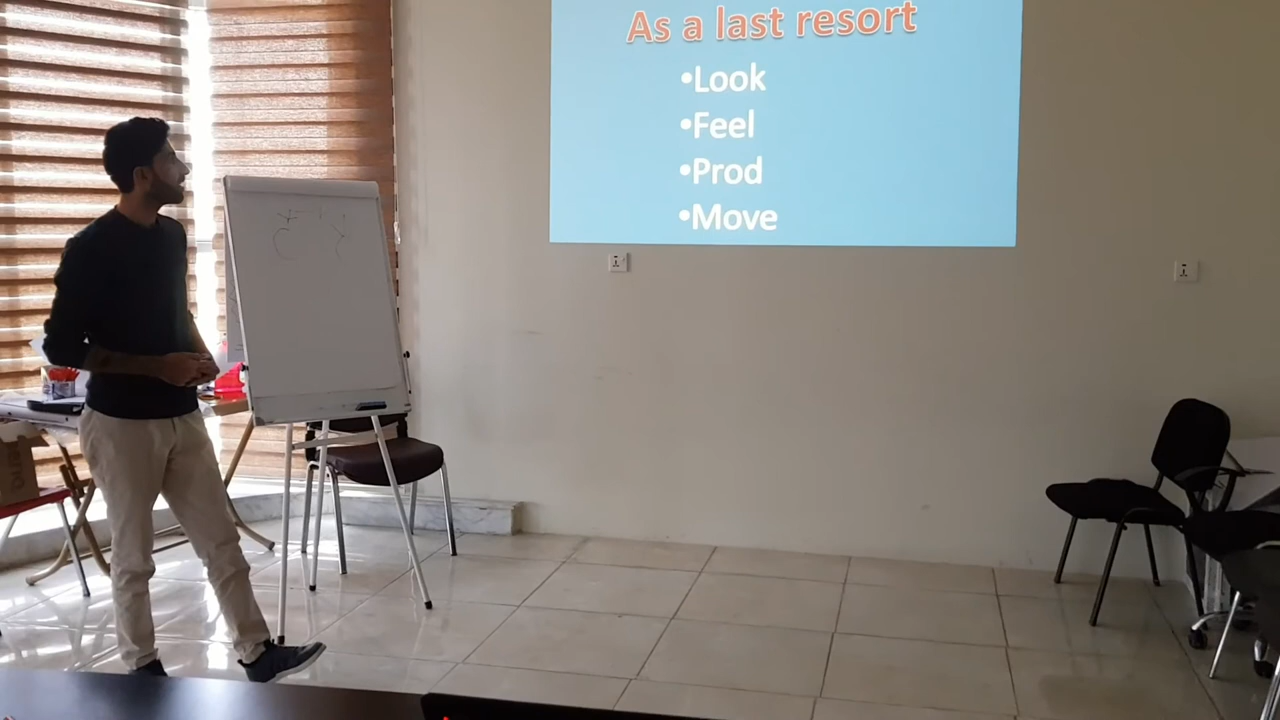 As a last resort
•Look
•Feel
•Prod
•Move